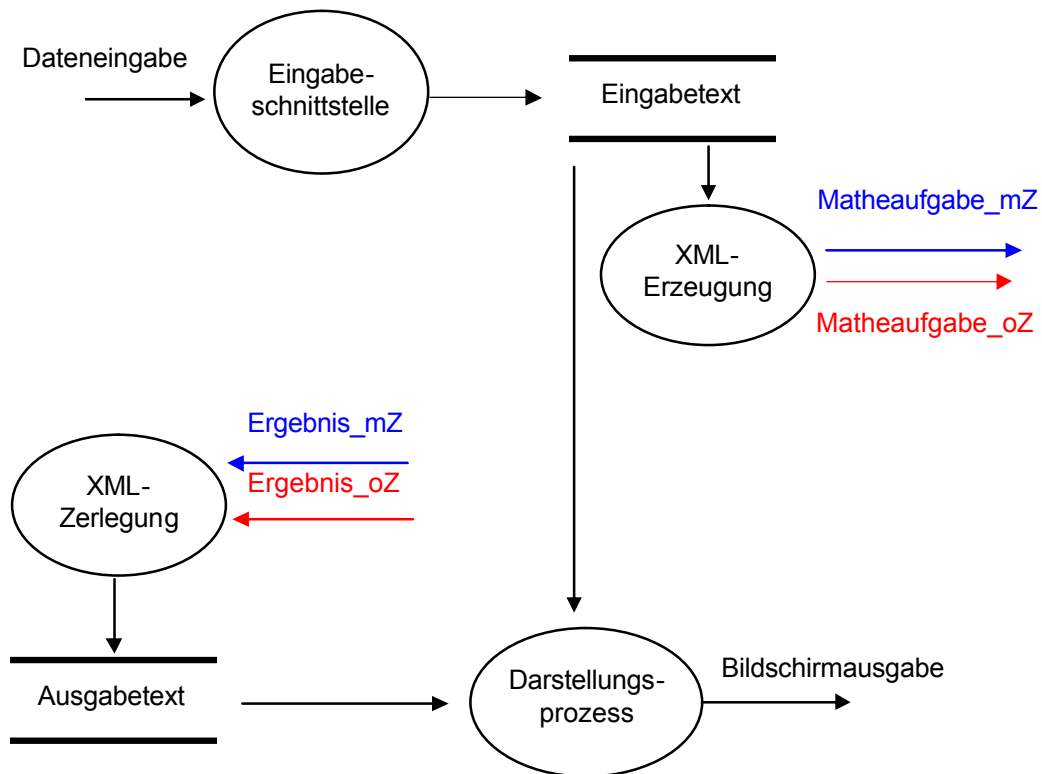 Dateneingabe
Eingabe-
schnittstelle
Eingabetext
Matheaufgabe_mZ
XML-
Erzeugung
Matheaufgabe_oZ
Ergebnis_mZ
Ergebnis_oZ
XML-
Zerlegung
Ausgabetext
Darstellungs-
prozess
Bildschirmausgabe